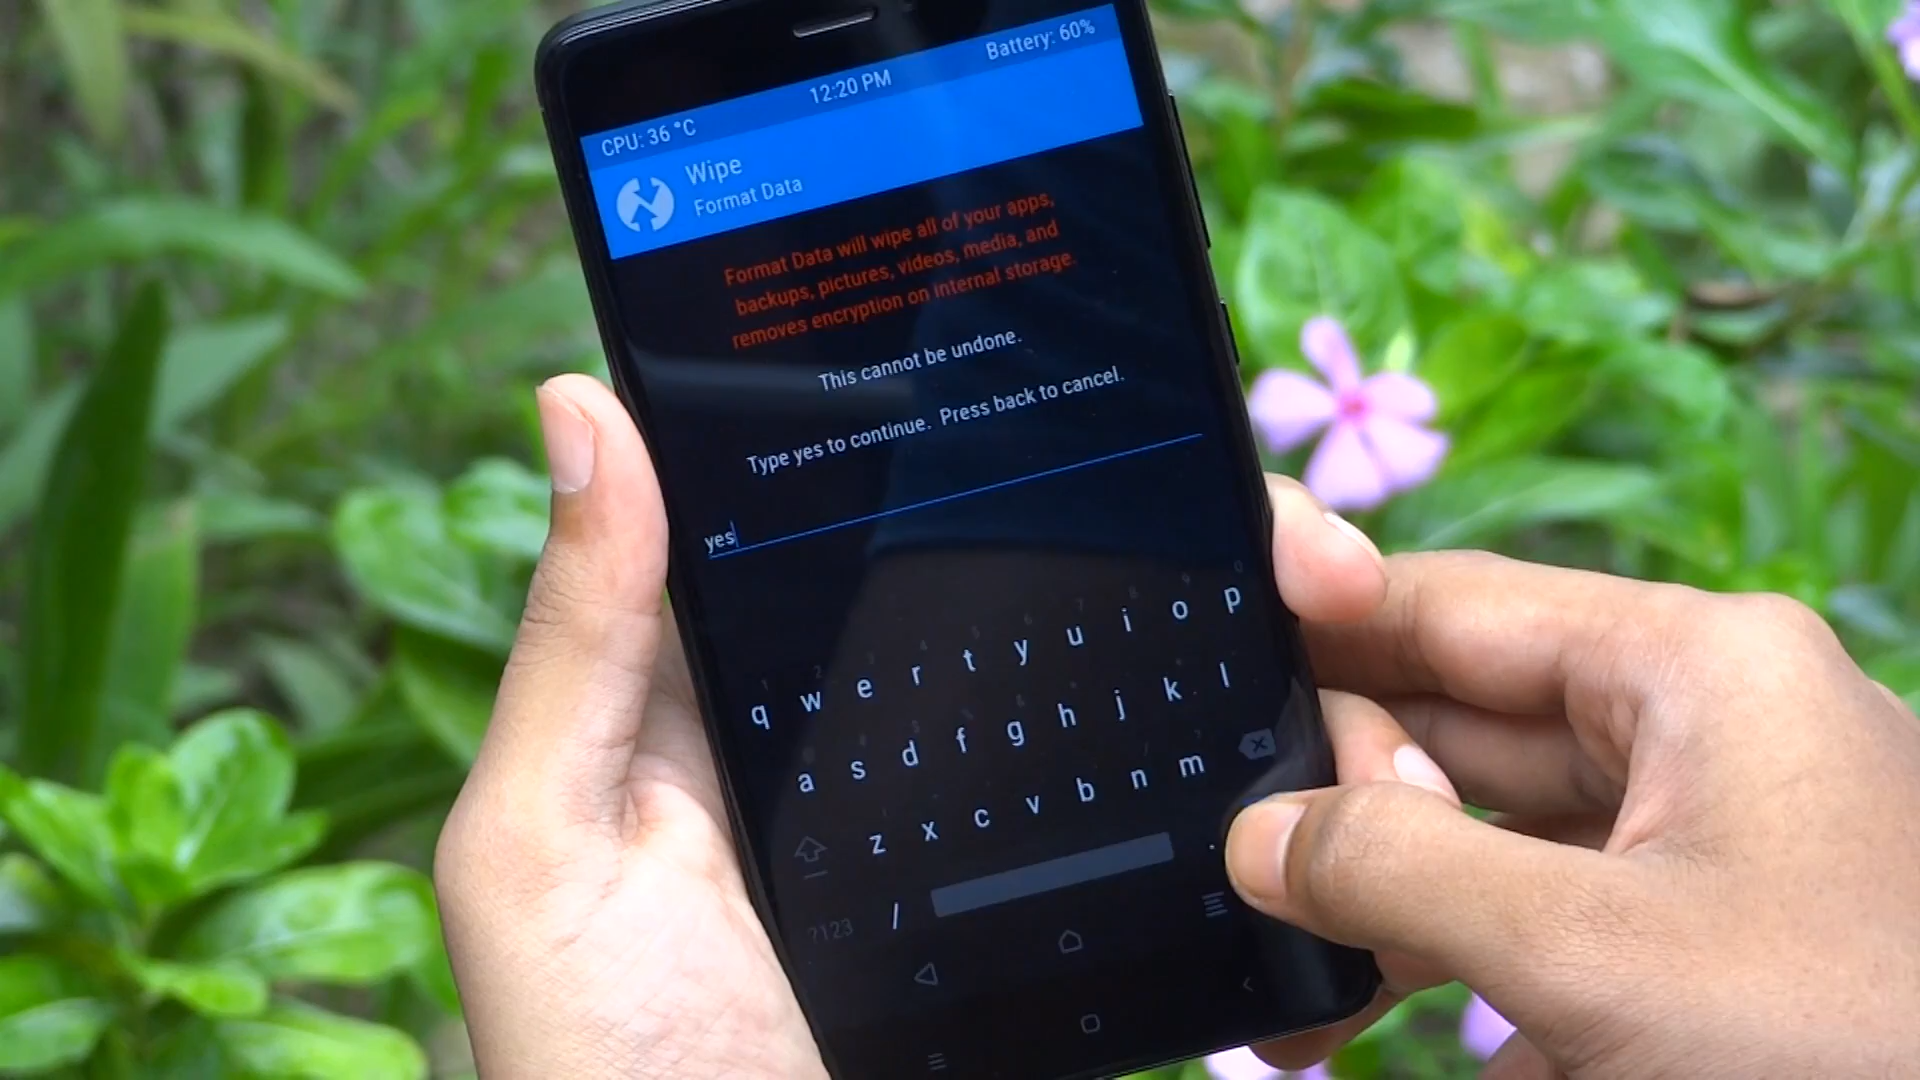 Battery: 60%
12:20 PM
CPU: 36 °C
Wipe
Format Data
Format Data will wipe all of your apps,
backups, pictures, videos, media, and
removes encryption on internal storage.
This cannot be undone.
Type yes to continue. Press back to cancel.
yes
q w e r t y u i o p
a s d f g h j k l
z x c v b n m
?123 / .